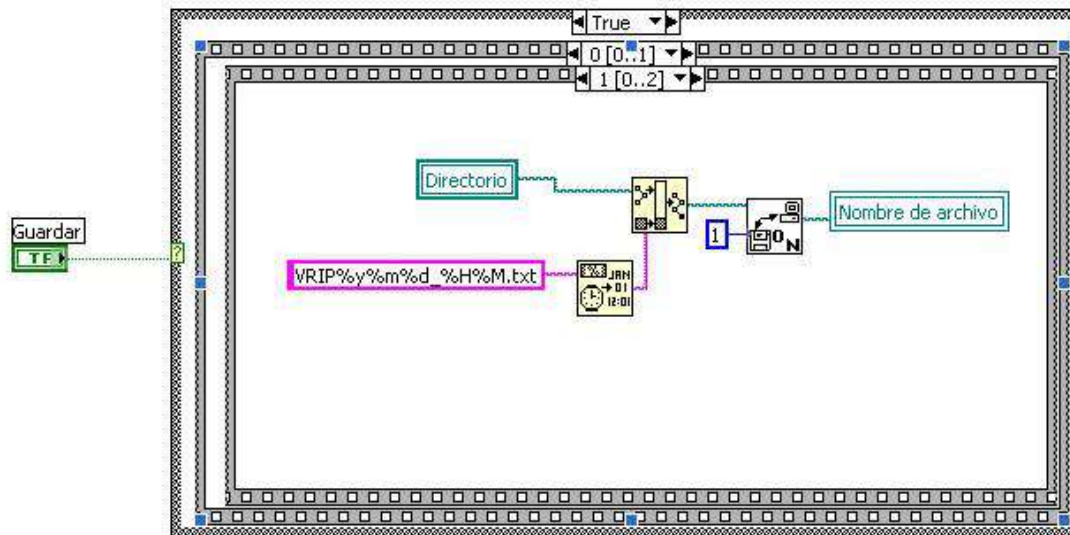 True
0 [0..1]
1 [0..2]
Directorio
Nombre de archivo
1
N
Guardar
TF
?
VRIP%y%m%d_%H%M.txt
%
JAN
01
12:01